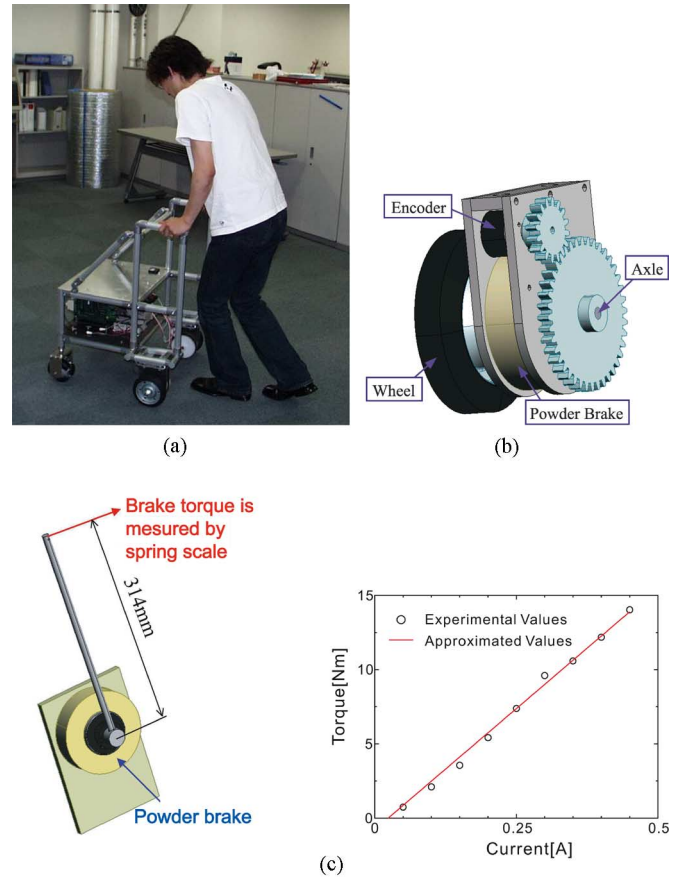 (a)
Encoder
Axle
Wheel
Powder Brake
(b)
Brake torque is
mesured by
spring scale
314mm
Powder brake
Torque[Nm]
15
10
5
0
Experimental Values
Approximated Values
0
0.25
0.5
Current[A]
(c)